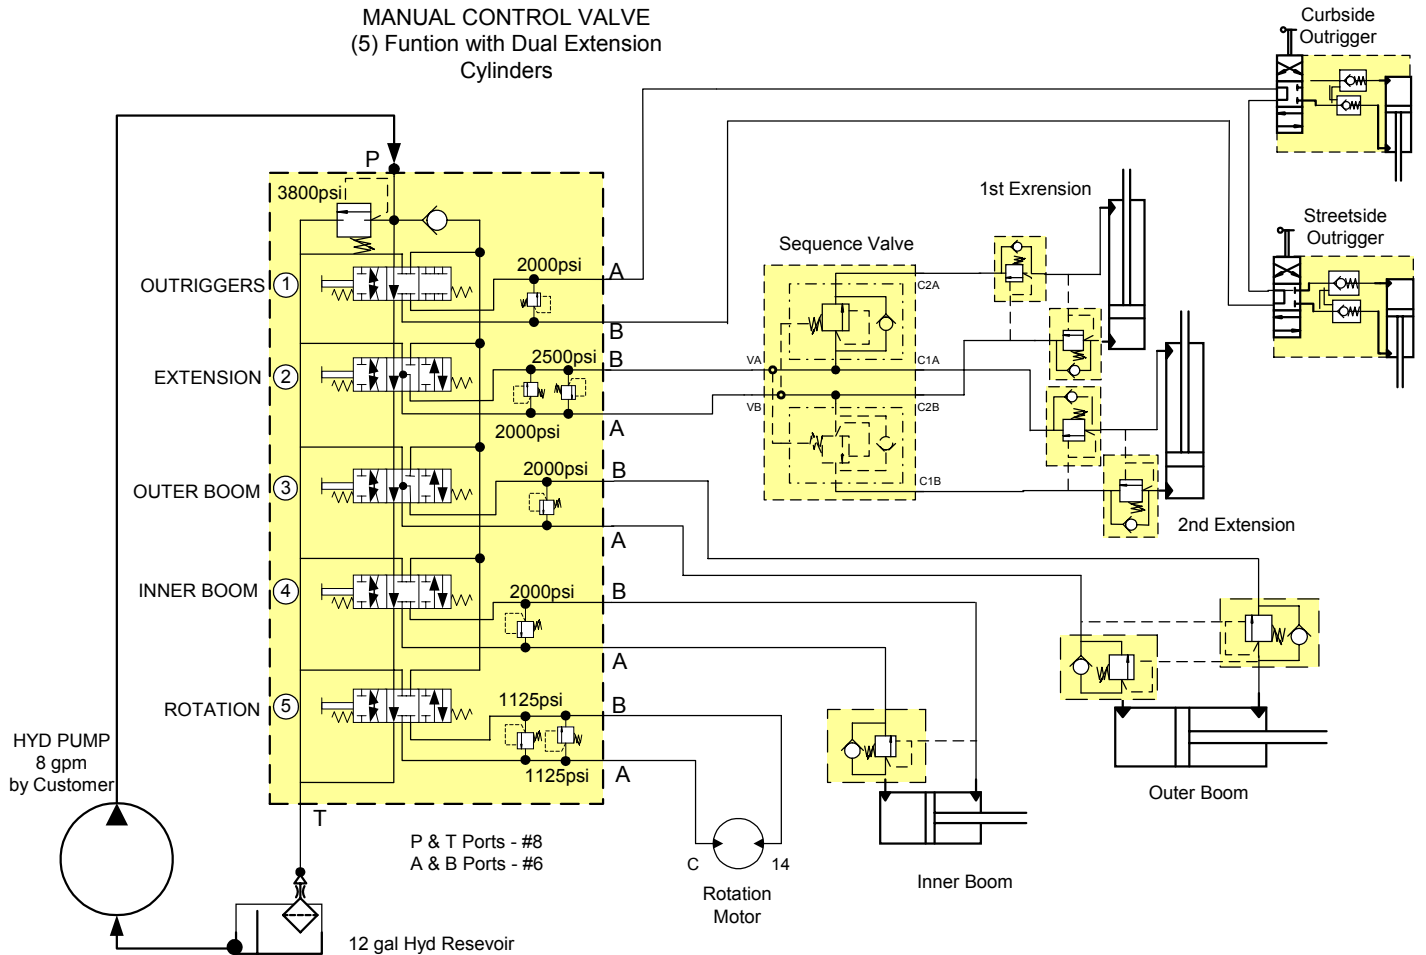 MANUAL CONTROL VALVE
(5) Funtion with Dual Extension
Cylinders
Curbside
Outrigger
P
3800psi
1st Exrension
Streetside
Outrigger
Sequence Valve
OUTRIGGERS 1
2000psi
A
B
C2A
EXTENSION 2
2500psi
B
2000psi
A
VA
C1A
VB
C2B
OUTER BOOM 3
2000psi
B
A
C1B
2nd Extension
INNER BOOM 4
2000psi
B
A
ROTATION 5
1125psi
B
1125psi
A
HYD PUMP
8 gpm
by Customer
T
P & T Ports - #8
A & B Ports - #6
C
14
Rotation
Motor
Inner Boom
Outer Boom
12 gal Hyd Resevoir